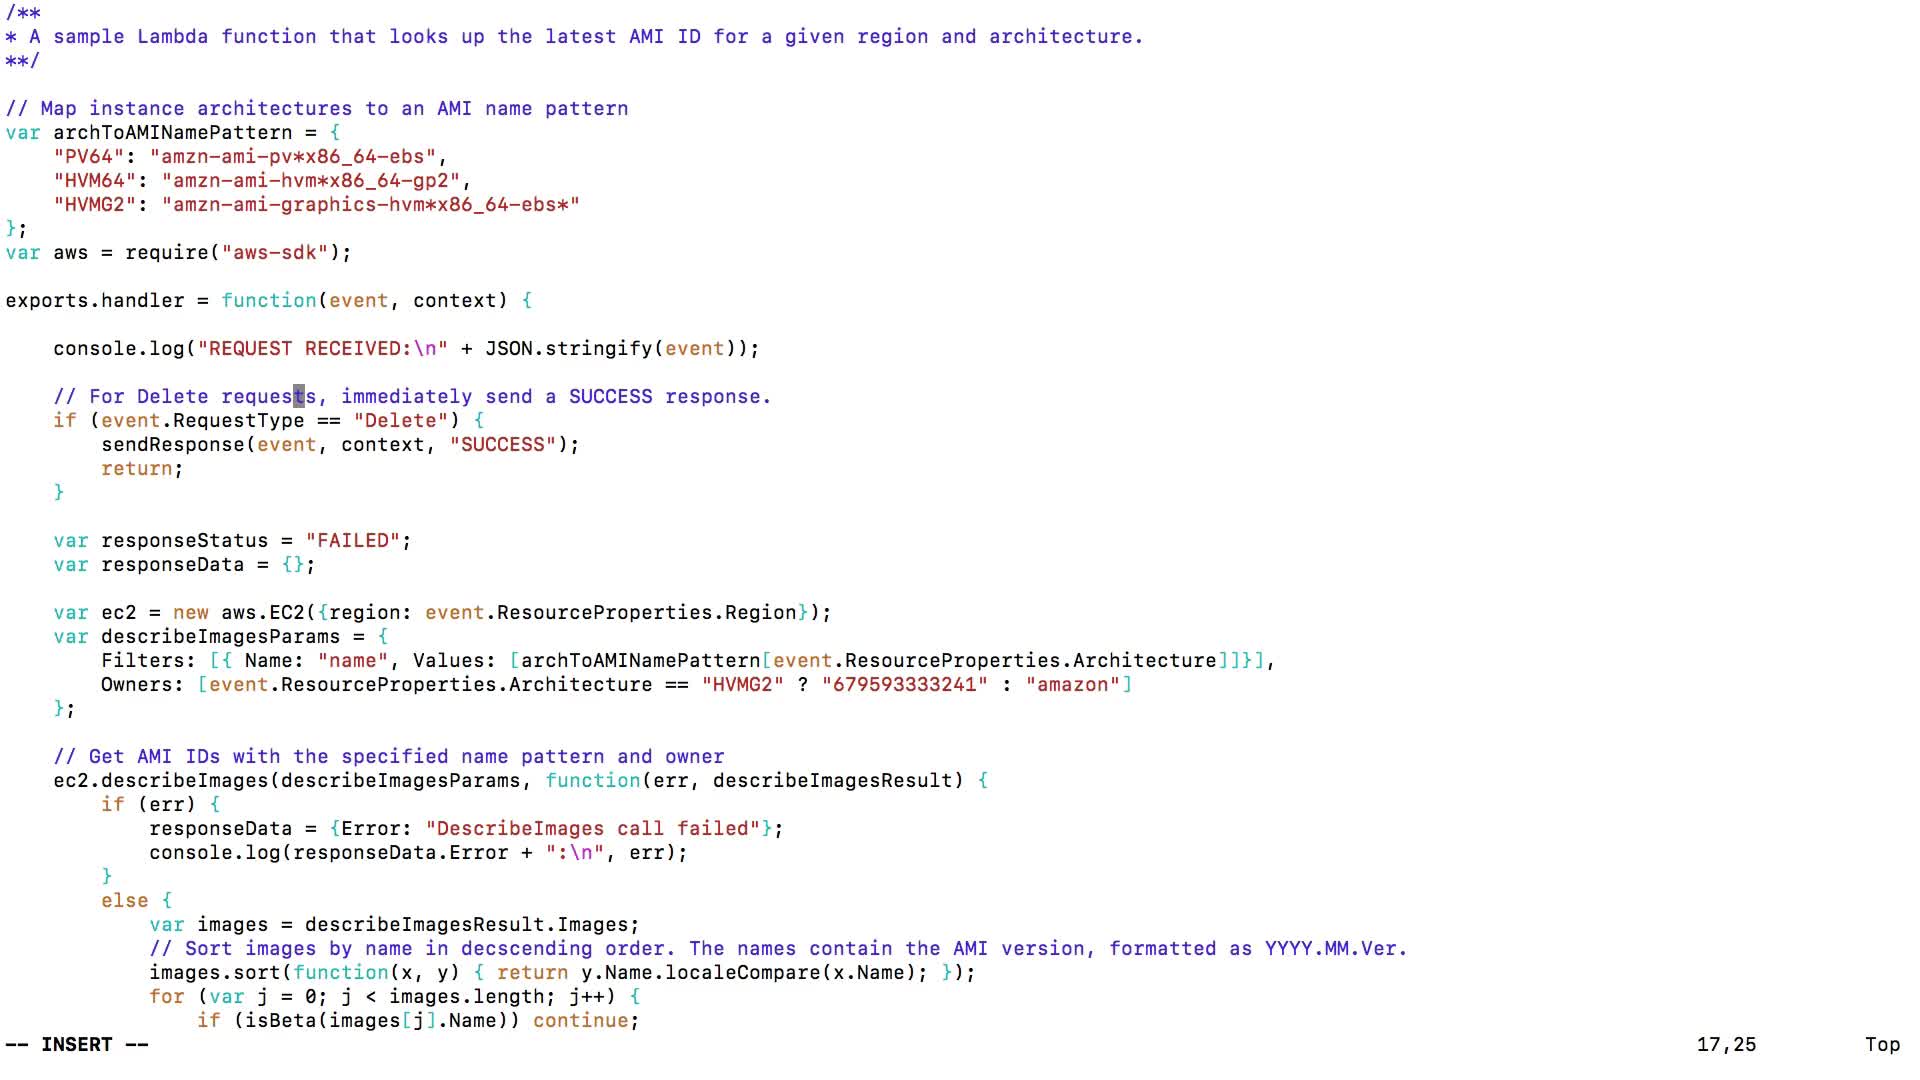 /**
* A sample Lambda function that looks up the latest AMI ID for a given region and architecture.
**/
// Map instance architectures to an AMI name pattern
var archToAMINamePattern = {
    "PV64": "amzn-ami-pv*x86_64-ebs",
    "HVM64": "amzn-ami-hvm*x86_64-gp2",
    "HVMG2": "amzn-ami-graphics-hvm*x86_64-ebs*"
};
var aws = require("aws-sdk");
exports.handler = function(event, context) {
    console.log("REQUEST RECEIVED:\n" + JSON.stringify(event));
    // For Delete requests, immediately send a SUCCESS response.
    if (event.RequestType == "Delete") {
        sendResponse(event, context, "SUCCESS");
        return;
    }
    var responseStatus = "FAILED";
    var responseData = {};
    var ec2 = new aws.EC2({region: event.ResourceProperties.Region});
    var describeImagesParams = {
        Filters: [{ Name: "name", Values: [archToAMINamePattern[event.ResourceProperties.Architecture]]}],
        Owners: [event.ResourceProperties.Architecture == "HVMG2" ? "679593333241" : "amazon"]
    };
    // Get AMI IDs with the specified name pattern and owner
    ec2.describeImages(describeImagesParams, function(err, describeImagesResult) {
        if (err) {
            responseData = {Error: "DescribeImages call failed"};
            console.log(responseData.Error + ":\n", err);
        }
        else {
            var images = describeImagesResult.Images;
            // Sort images by name in decscending order. The names contain the AMI version, formatted as YYYY.MM.Ver.
            images.sort(function(x, y) { return y.Name.localeCompare(x.Name); });
            for (var j = 0; j < images.length; j++) {
                if (isBeta(images[j].Name)) continue;
-- INSERT -- 17,25 Top